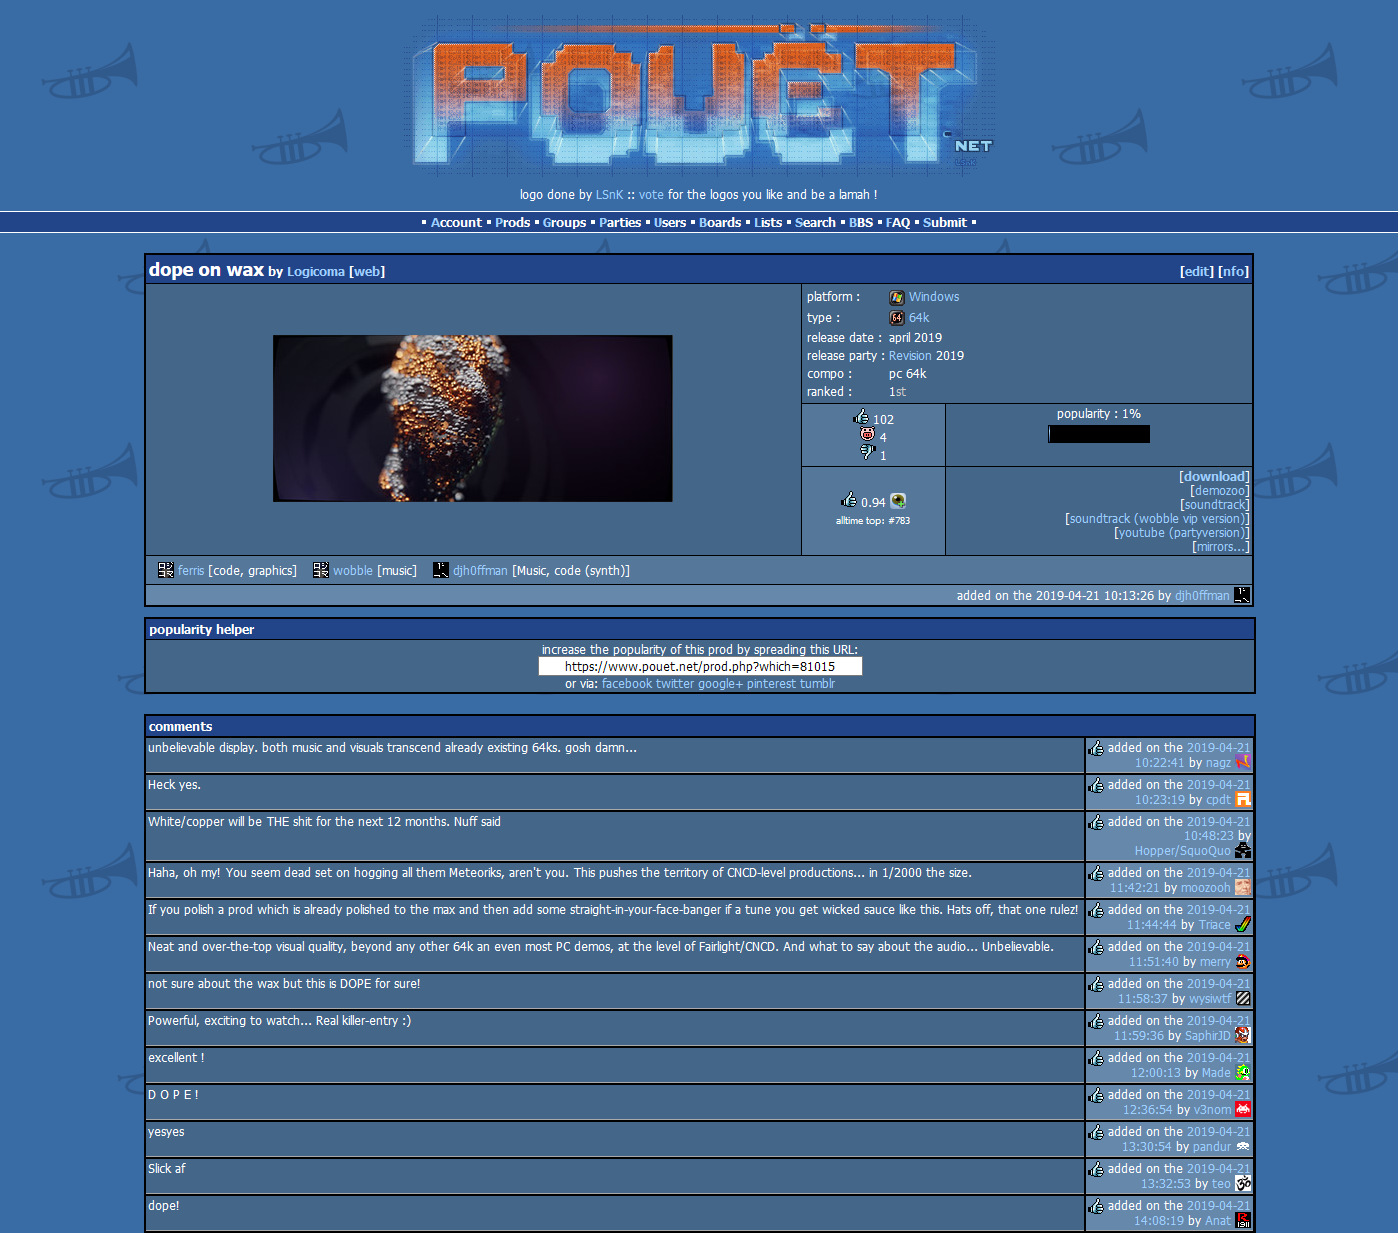 POUËT
NET
LSnK
logo done by LSnK :: vote for the logos you like and be a lamah !
Account Prods Groups Parties Users Boards Lists Search BBS FAQ Submit
dope on wax by Logicoma [web] [edit] [nfo]
platform : Windows
type : 64 64k
release date : april 2019
release party : Revision 2019
compo : pc 64k
ranked : 1st
102
4
1
popularity : 1%
0.94
alltime top: #783
[download]
[demozoo]
[soundtrack]
[soundtrack (wobble vip version)]
[youtube (partyversion)]
[mirrors...]
ferris [code, graphics] wobble [music] djh0ffman [Music, code (synth)]
added on the 2019-04-21 10:13:26 by djh0ffman
popularity helper
increase the popularity of this prod by spreading this URL:
https://www.pouet.net/prod.php?which=81015
or via: facebook twitter google+ pinterest tumblr
comments
unbelievable display. both music and visuals transcend already existing 64ks. gosh damn...
added on the 2019-04-21
10:22:41 by nagz
Heck yes.
added on the 2019-04-21
10:23:19 by cpdt
White/copper will be THE shit for the next 12 months. Nuff said
added on the 2019-04-21
10:48:23 by
Hopper/SquoQuo
Haha, oh my! You seem dead set on hogging all them Meteoriks, aren't you. This pushes the territory of CNCD-level productions... in 1/2000 the size.
added on the 2019-04-21
11:42:21 by moozooh
If you polish a prod which is already polished to the max and then add some straight-in-your-face-banger if a tune you get wicked sauce like this. Hats off, that one rulez!
added on the 2019-04-21
11:44:44 by Triace
Neat and over-the-top visual quality, beyond any other 64k an even most PC demos, at the level of Fairlight/CNCD. And what to say about the audio... Unbelievable.
added on the 2019-04-21
11:51:40 by merry
not sure about the wax but this is DOPE for sure!
added on the 2019-04-21
11:58:37 by wysiwtf
Powerful, exciting to watch... Real killer-entry :)
added on the 2019-04-21
11:59:36 by SaphirJD
excellent !
added on the 2019-04-21
12:00:13 by Made
D O P E !
added on the 2019-04-21
12:36:54 by v3nom
yesyes
added on the 2019-04-21
13:30:54 by pandur
Slick af
added on the 2019-04-21
13:32:53 by teo
dope!
added on the 2019-04-21
14:08:19 by Anat